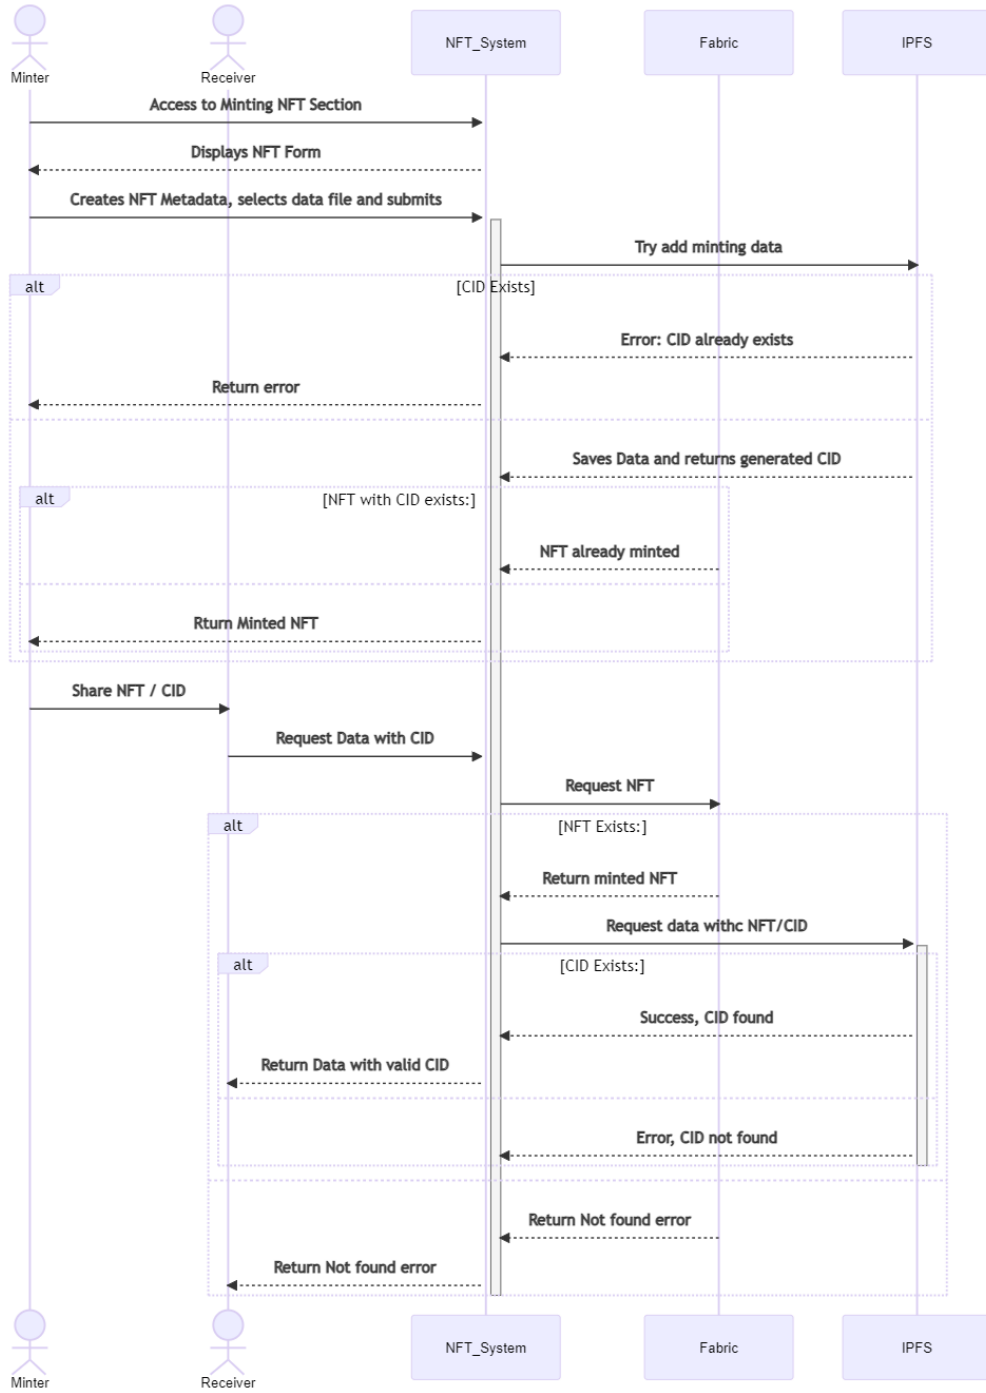 Minter
Receiver
NFT_System
Fabric
IPFS
Access to Minting NFT Section
Displays NFT Form
Creates NFT Metadata, selects data file and submits
Try add minting data
alt
[CID Exists]
Error: CID already exists
Return error
Saves Data and returns generated CID
alt
[NFT with CID exists:]
NFT already minted
Rturn Minted NFT
Share NFT / CID
Request Data with CID
Request NFT
alt
[NFT Exists:]
Return minted NFT
Request data withc NFT/CID
alt
[CID Exists:]
Success, CID found
Return Data with valid CID
Error, CID not found
Return Not found error
Return Not found error
Minter
Receiver
NFT_System
Fabric
IPFS